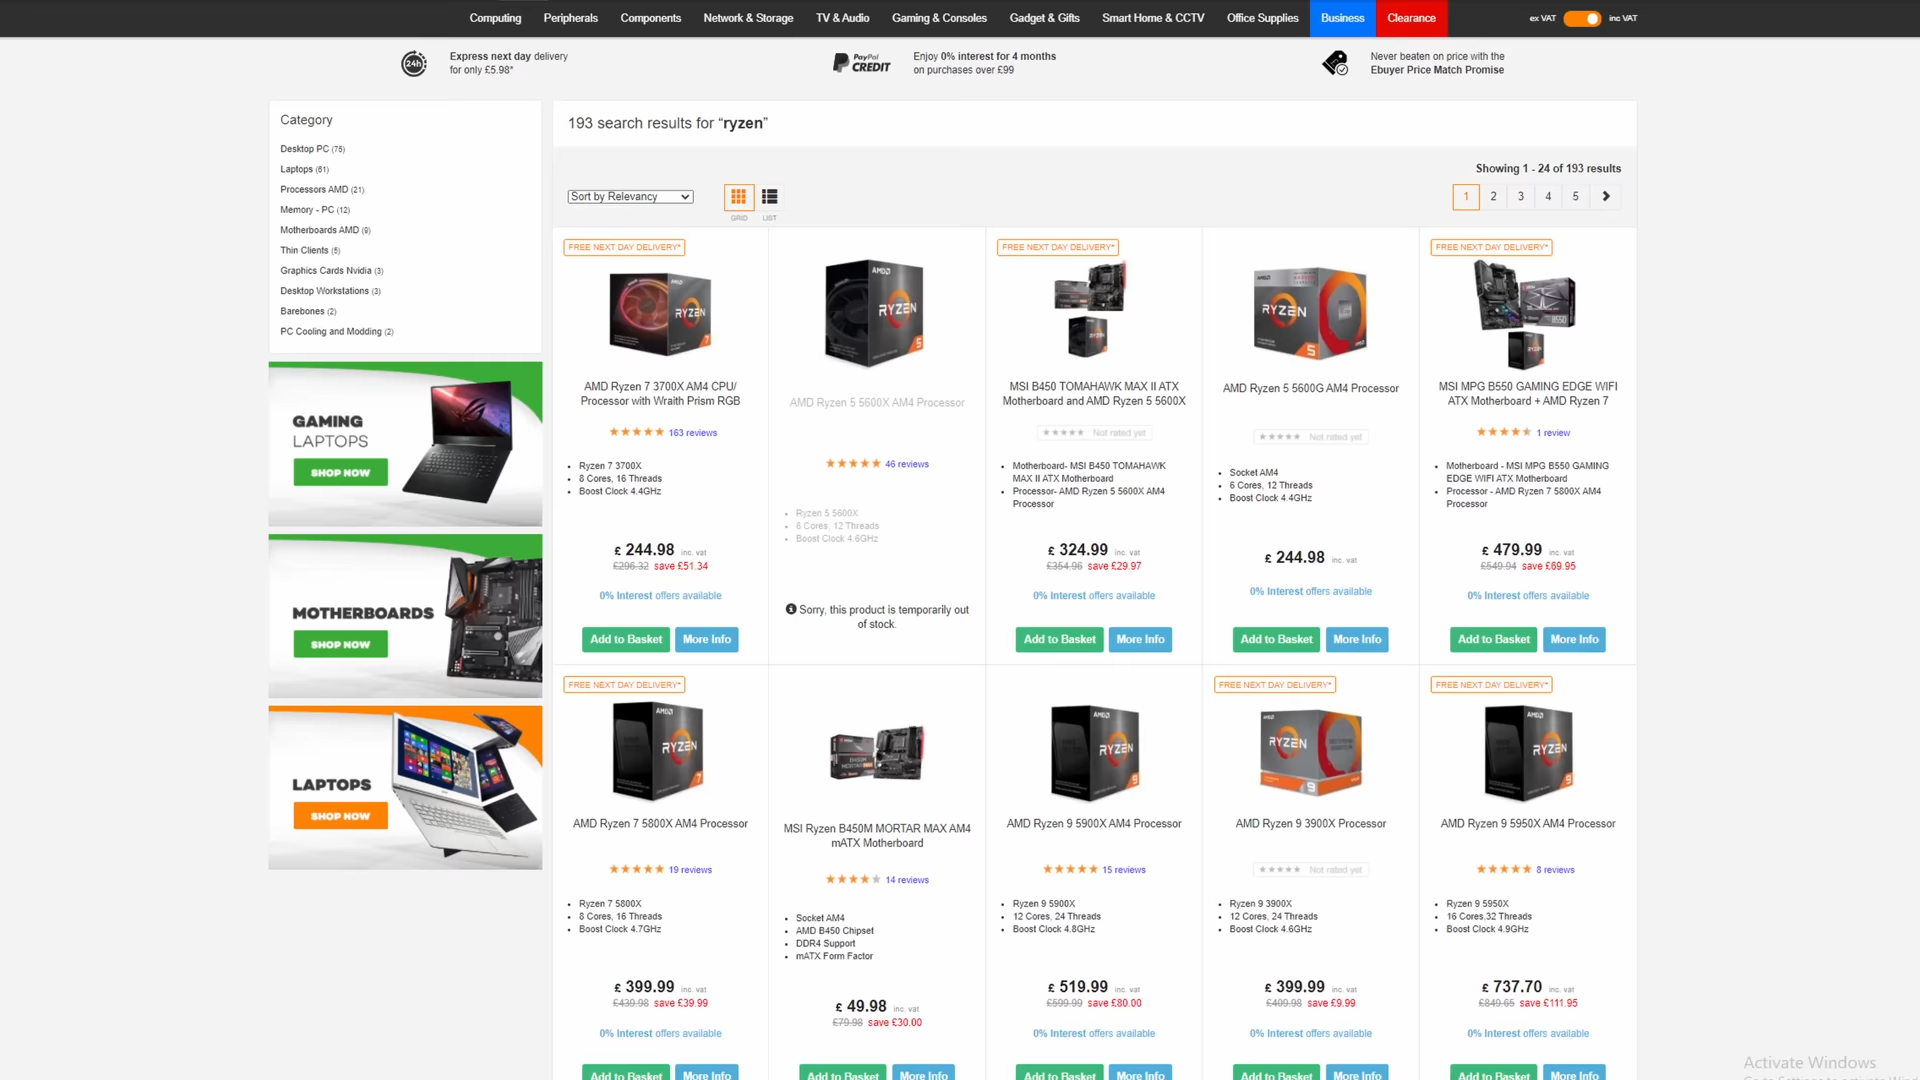 Computing Peripherals Components Network & Storage TV & Audio Gaming & Consoles Gadget & Gifts Smart Home & CCTV Office Supplies Business Clearance ex VAT inc VAT
24h
Express next day delivery
for only £5.98*
PayPal
CREDIT
Enjoy 0% interest for 4 months
on purchases over £99
Never beaten on price with the
Ebuyer Price Match Promise
Category
Desktop PC (75)
Laptops (61)
Processors AMD (21)
Memory - PC (12)
Motherboards AMD (9)
Thin Clients (5)
Graphics Cards Nvidia (3)
Desktop Workstations (3)
Barebones (2)
PC Cooling and Modding (2)
GAMING
LAPTOPS
SHOP NOW
MOTHERBOARDS
SHOP NOW
LAPTOPS
SHOP NOW
193 search results for “ryzen”
Showing 1 - 24 of 193 results
Sort by Relevancy
GRID LIST
1 2 3 4 5
FREE NEXT DAY DELIVERY*
RYZEN
7
AMD Ryzen 7 3700X AM4 CPU/
Processor with Wraith Prism RGB
163 reviews
Ryzen 7 3700X
8 Cores, 16 Threads
Boost Clock 4.4GHz
£ 244.98 inc. vat
£296.32 save £51.34
0% Interest offers available
Add to Basket More Info
AMD
RYZEN
5
AMD Ryzen 5 5600X AM4 Processor
46 reviews
Ryzen 5 5600X
6 Cores, 12 Threads
Boost Clock 4.6GHz
Sorry, this product is temporarily out
of stock.
FREE NEXT DAY DELIVERY*
RYZEN
MSI B450 TOMAHAWK MAX II ATX
Motherboard and AMD Ryzen 5 5600X
Not rated yet
Motherboard- MSI B450 TOMAHAWK
MAX II ATX Motherboard
Processor- AMD Ryzen 5 5600X AM4
Processor
£ 324.99 inc. vat
£354.96 save £29.97
0% Interest offers available
Add to Basket More Info
AMD
RYZEN
5
AMD Ryzen 5 5600G AM4 Processor
Not rated yet
Socket AM4
6 Cores, 12 Threads
Boost Clock 4.4GHz
£ 244.98 inc. vat
0% Interest offers available
Add to Basket More Info
FREE NEXT DAY DELIVERY*
B550
RYZEN
MSI MPG B550 GAMING EDGE WIFI
ATX Motherboard + AMD Ryzen 7
1 review
Motherboard - MSI MPG B550 GAMING
EDGE WIFI ATX Motherboard
Processor - AMD Ryzen 7 5800X AM4
Processor
£ 479.99 inc. vat
£549.94 save £69.95
0% Interest offers available
Add to Basket More Info
FREE NEXT DAY DELIVERY*
AMD
RYZEN
7
AMD Ryzen 7 5800X AM4 Processor
19 reviews
Ryzen 7 5800X
8 Cores, 16 Threads
Boost Clock 4.7GHz
£ 399.99 inc. vat
£439.98 save £39.99
0% Interest offers available
Add to Basket More Info
MSI Ryzen B450M MORTAR MAX AM4
mATX Motherboard
14 reviews
Socket AM4
AMD B450 Chipset
DDR4 Support
mATX Form Factor
£ 49.98 inc. vat
£79.98 save £30.00
Add to Basket More Info
AMD
RYZEN
9
AMD Ryzen 9 5900X AM4 Processor
15 reviews
Ryzen 9 5900X
12 Cores, 24 Threads
Boost Clock 4.8GHz
£ 519.99 inc. vat
£599.99 save £80.00
0% Interest offers available
Add to Basket More Info
FREE NEXT DAY DELIVERY*
AMD
RYZEN
9
AMD Ryzen 9 3900X Processor
Not rated yet
Ryzen 9 3900X
12 Cores, 24 Threads
Boost Clock 4.6GHz
£ 399.99 inc. vat
£409.98 save £9.99
0% Interest offers available
Add to Basket More Info
FREE NEXT DAY DELIVERY*
AMD
RYZEN
9
AMD Ryzen 9 5950X AM4 Processor
8 reviews
Ryzen 9 5950X
16 Cores,32 Threads
Boost Clock 4.9GHz
£ 737.70 inc. vat
£849.65 save £111.95
0% Interest offers available
Add to Basket More Info
Activate Windows